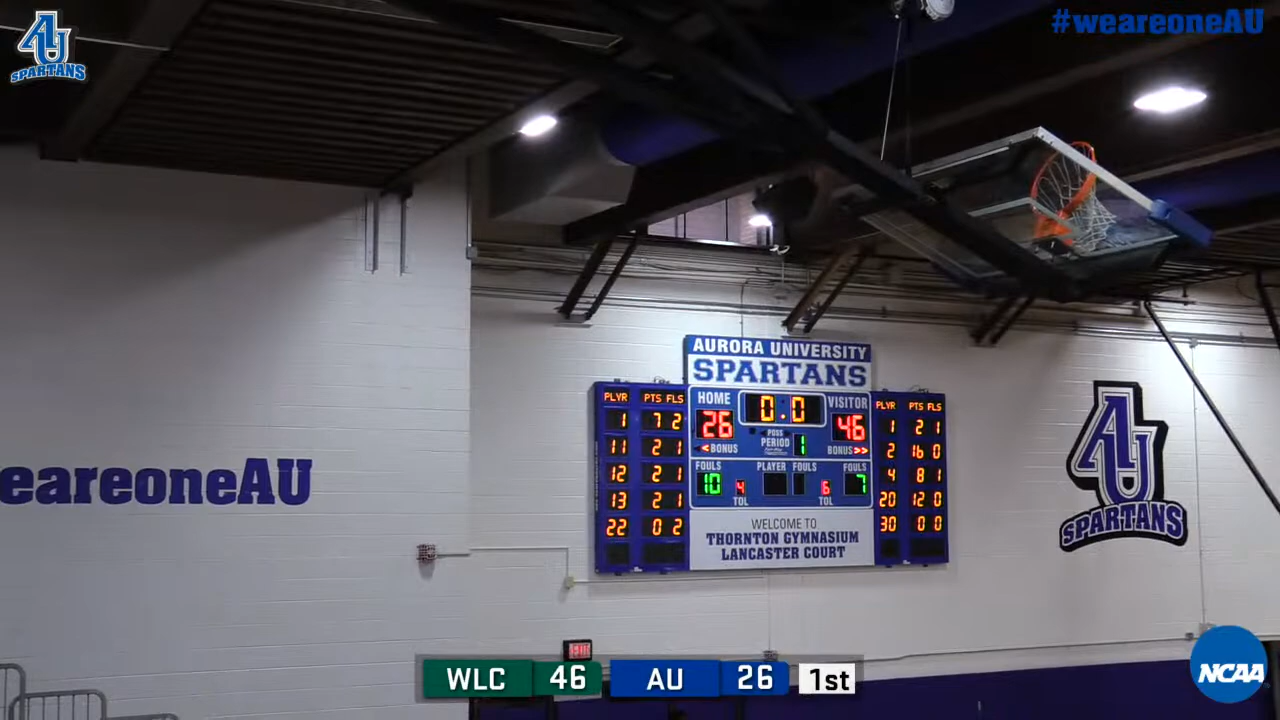 AU
SPARTANS
#weareoneAU
AURORA UNIVERSITY
SPARTANS
HOME 0:0 VISITOR
26 46
POSS
PERIOD 1
<BONUS BONUS>>
FOULS PLAYER FOULS FOULS
10 4 6 7
TOL TOL
WELCOME TO
THORNTON GYMNASIUM
LANCASTER COURT
PLYR PTS FLS
1 7 2
11 2 1
12 2 1
13 2 1
22 0 2
PLYR PTS FLS
1 2 1
2 16 0
4 8 1
20 12 0
30 0 0
eareoneAU
AU
SPARTANS
EXIT
WLC 46 AU 26 1st
NCAA